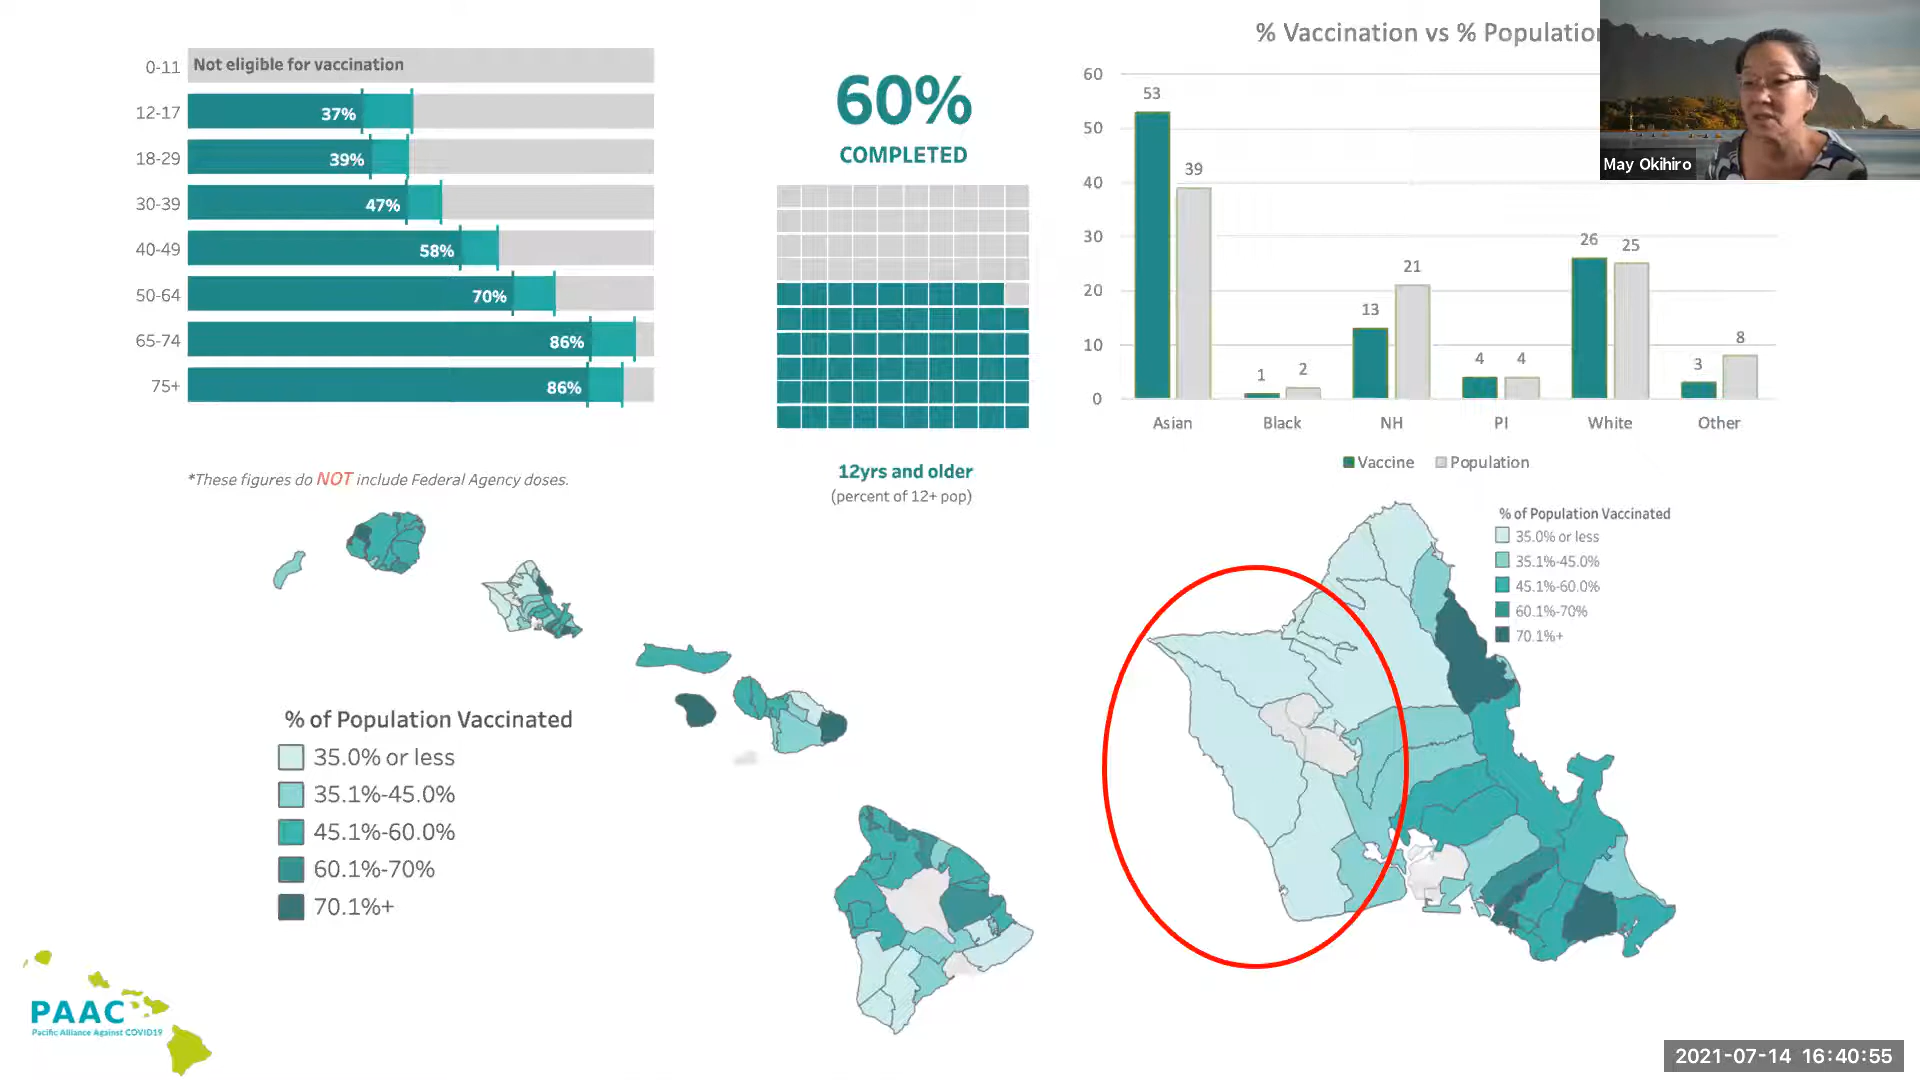 0-11
Not eligible for vaccination
12-17
37%
18-29
39%
30-39
47%
40-49
58%
50-64
70%
65-74
86%
75+
86%
*These figures do NOT include Federal Agency doses.
60%
COMPLETED
12yrs and older
(percent of 12+ pop)
% Vaccination vs % Populatio
60
50
40
30
20
10
0
53
39
1
2
13
21
4
4
26
25
3
8
Asian
Black
NH
PI
White
Other
Vaccine
Population
May Okihiro
% of Population Vaccinated
35.0% or less
35.1%-45.0%
45.1%-60.0%
60.1%-70%
70.1%+
% of Population Vaccinated
35.0% or less
35.1%-45.0%
45.1%-60.0%
60.1%-70%
70.1%+
PAAC
Pacific Alliance Against COVID19
2021-07-14 16:40:55